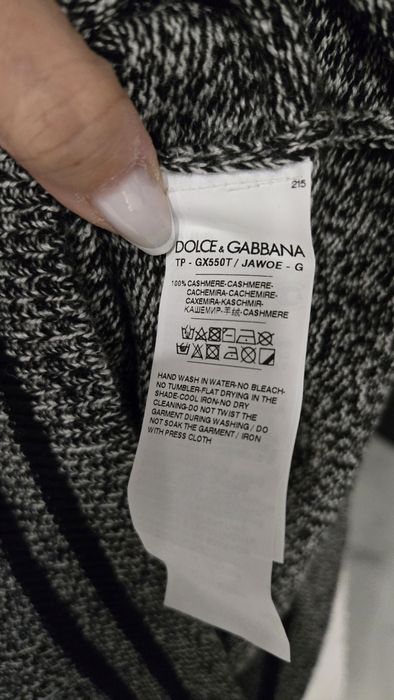 215
DOLCE & GABBANA
TP - GX550T / JAWOE - G
100% CASHMERE-CASHMERE-
CACHEMIRA-CACHEMIRE-
CAXEMIRA-KASCHMIR-
КАШЕМИР-羊绒-CASHMERE
HAND WASH IN WATER-NO BLEACH-
NO TUMBLER-FLAT DRYING IN THE
SHADE-COOL IRON-NO DRY
CLEANING-DO NOT TWIST THE
GARMENT DURING WASHING / DO
NOT SOAK THE GARMENT / IRON
WITH PRESS CLOTH